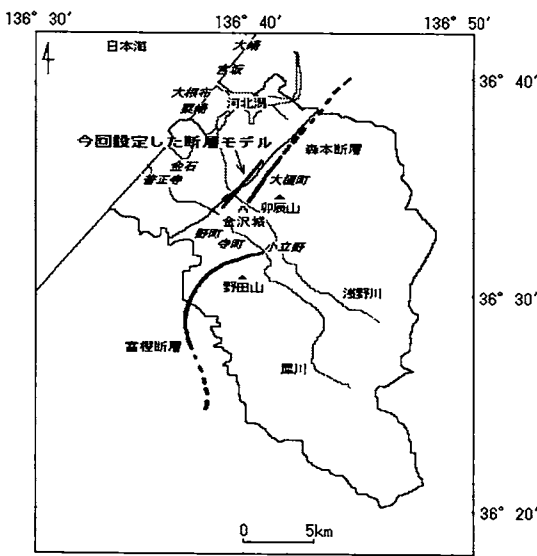 136° 30′
136° 40′
136° 50′
日本海
大崎
宮坂
大根布
粟崎
河北潟
36° 40′
今回設定した断層モデル
森本断層
金石
普正寺
大樋町
卯辰山
金沢城
野町
寺町
小立野
野田山
浅野川
36° 30′
富樫断層
犀川
36° 20′
0 5km